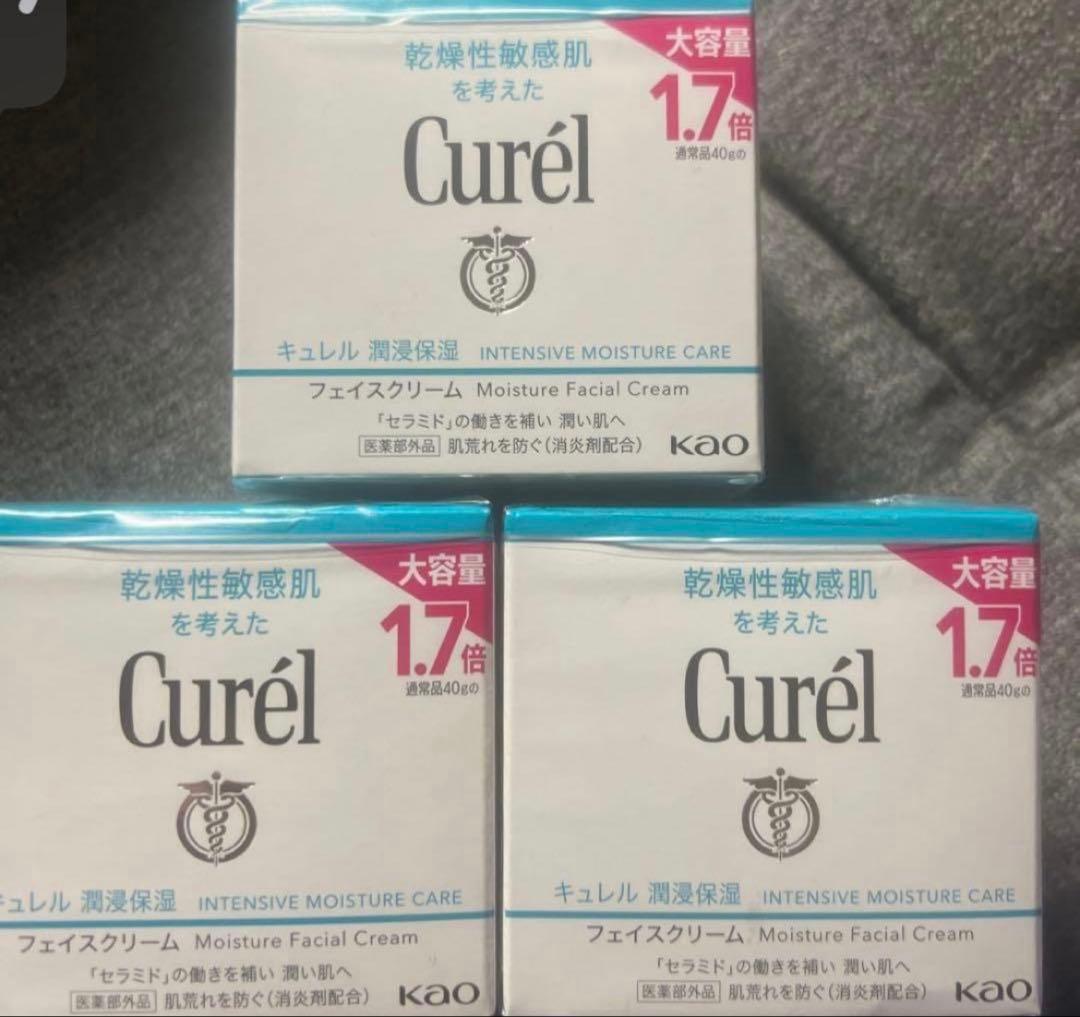 乾燥性敏感肌
を考えた
Curél
大容量
1.7倍
通常品40gの
キュレル 潤浸保湿 INTENSIVE MOISTURE CARE
フェイスクリーム Moisture Facial Cream
「セラミド」の働きを補い 潤い肌へ
医薬部外品 肌荒れを防ぐ(消炎剤配合)
Kao
乾燥性敏感肌
を考えた
Curél
大容量
1.7倍
通常品40gの
キュレル 潤浸保湿 INTENSIVE MOISTURE CARE
フェイスクリーム Moisture Facial Cream
「セラミド」の働きを補い 潤い肌へ
医薬部外品 肌荒れを防ぐ(消炎剤配合)
Kao
乾燥性敏感肌
を考えた
Curél
大容量
1.7倍
通常品40gの
キュレル 潤浸保湿 INTENSIVE MOISTURE CARE
フェイスクリーム Moisture Facial Cream
「セラミド」の働きを補い 潤い肌へ
医薬部外品 肌荒れを防ぐ(消炎剤配合)
Kao